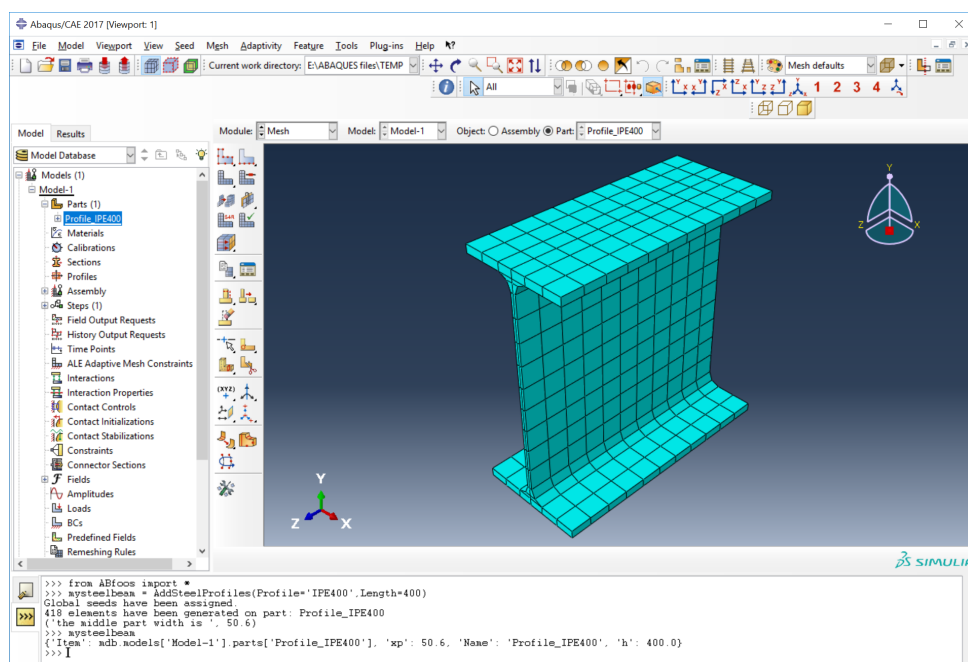 Abaqus/CAE 2017 [Viewport: 1]
File Model Viewport View Seed Mesh Adaptivity Feature Tools Plug-ins Help
Current work directory: E:\ABAQUES files\TEMP
Mesh defaults
All
1 2 3 4
Model Results
Module: Mesh Model: Model-1 Object: Assembly Part: Profile_IPE400
Model Database
Models (1)
Model-1
Parts (1)
Profile_IPE400
Materials
Calibrations
Sections
Profiles
Assembly
Steps (1)
Field Output Requests
History Output Requests
Time Points
ALE Adaptive Mesh Constraints
Interactions
Interaction Properties
Contact Controls
Contact Initializations
Contact Stabilizations
Constraints
Connector Sections
Fields
Amplitudes
Loads
BCs
Predefined Fields
Remeshing Rules
(XYZ)
Y
Z X
Y
Z X
SIMULIA
>>> from ABfoos import *
>>> mysteelbeam = AddSteelProfiles(Profile='IPE400',Length=400)
Global seeds have been assigned.
418 elements have been generated on part: Profile_IPE400
('the middle part width is ', 50.6)
>>> mysteelbeam
{'Item': mdb.models['Model-1'].parts['Profile_IPE400'], 'xp': 50.6, 'Name': 'Profile_IPE400', 'h': 400.0}
>>>